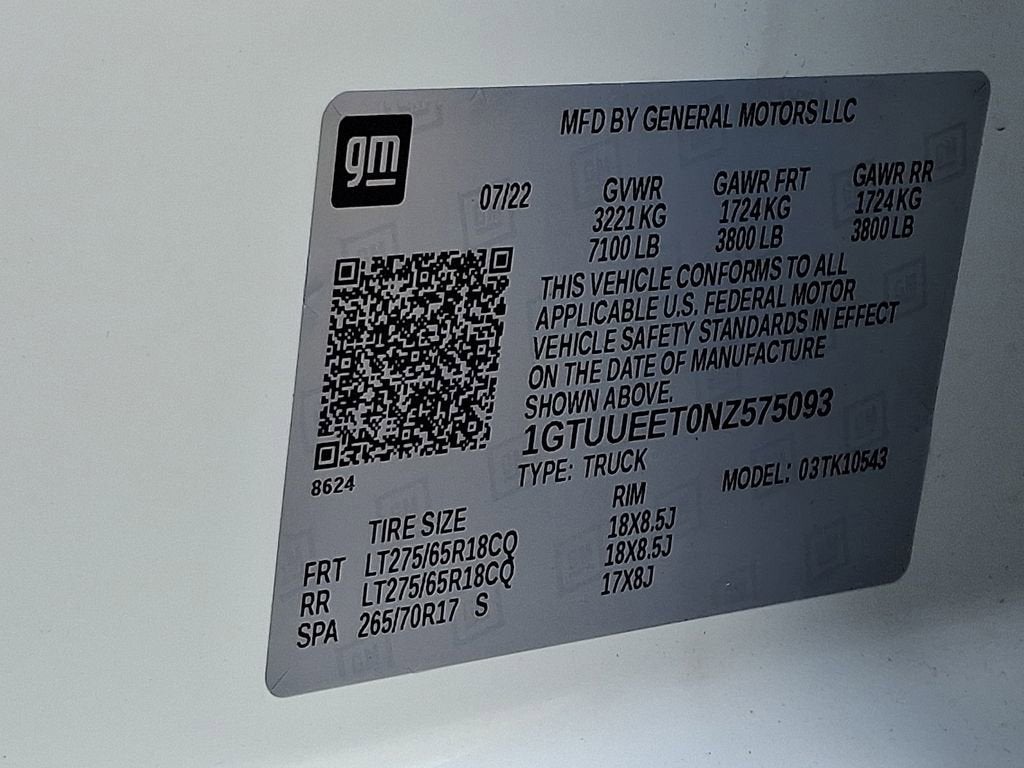 gm
MFD BY GENERAL MOTORS LLC
07/22 GVWR GAWR FRT GAWR RR
3221 KG 1724 KG 1724 KG
7100 LB 3800 LB 3800 LB
THIS VEHICLE CONFORMS TO ALL
APPLICABLE U.S. FEDERAL MOTOR
VEHICLE SAFETY STANDARDS IN EFFECT
ON THE DATE OF MANUFACTURE
SHOWN ABOVE.
1GTUUEET0NZ575093
8624 TYPE: TRUCK MODEL: 03TK10543
TIRE SIZE RIM
FRT LT275/65R18CQ 18X8.5J
RR LT275/65R18CQ 18X8.5J
SPA 265/70R17 S 17X8J